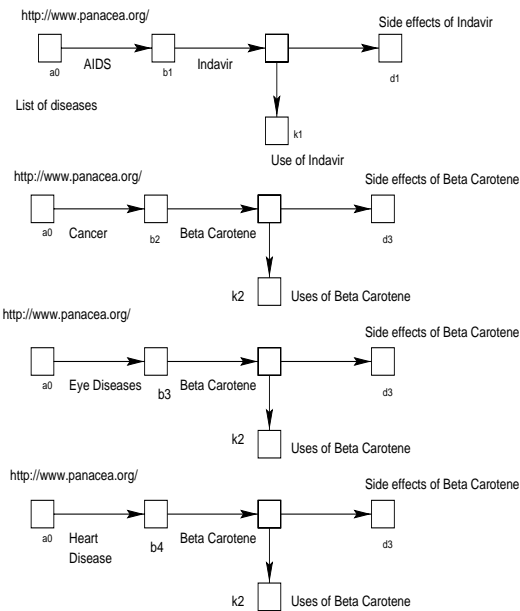 http://www.panacea.org/
Side effects of Indavir
a0
AIDS
b1
Indavir
d1
List of diseases
k1
Use of Indavir
http://www.panacea.org/
Side effects of Beta Carotene
a0
Cancer
b2
Beta Carotene
d3
k2
Uses of Beta Carotene
http://www.panacea.org/
Side effects of Beta Carotene
a0
Eye Diseases
b3
Beta Carotene
d3
k2
Uses of Beta Carotene
http://www.panacea.org/
Side effects of Beta Carotene
a0
Heart
Disease
b4
Beta Carotene
d3
k2
Uses of Beta Carotene